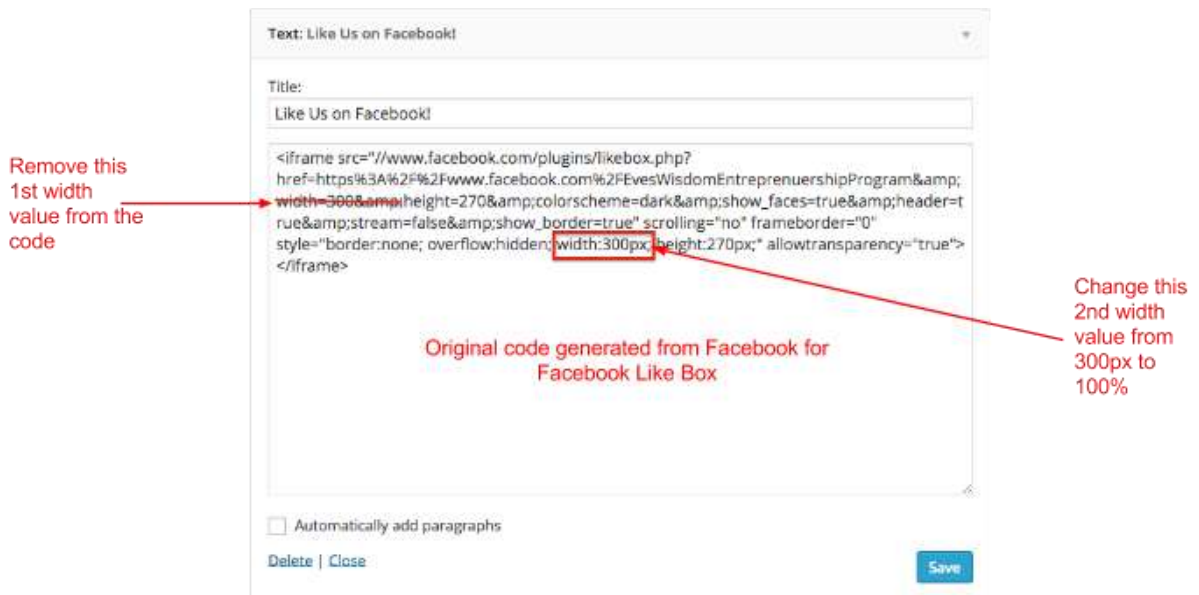 Text: Like Us on Facebook!
Title:
Like Us on Facebook!
<iframe src="//www.facebook.com/plugins/likebox.php?
href=https%3A%2F%2Fwww.facebook.com%2FEvesWisdomEntreprenuershipProgram&amp;
width=300&amp;height=270&amp;colorscheme=dark&amp;show_faces=true&amp;header=t
rue&amp;stream=false&amp;show_border=true" scrolling="no" frameborder="0"
style="border:none; overflow:hidden; width:300px; height:270px;" allowtransparency="true">
</iframe>
Remove this
1st width
value from the
code
Change this
2nd width
value from
300px to
100%
Original code generated from Facebook for
Facebook Like Box
Automatically add paragraphs
Delete | Close
Save